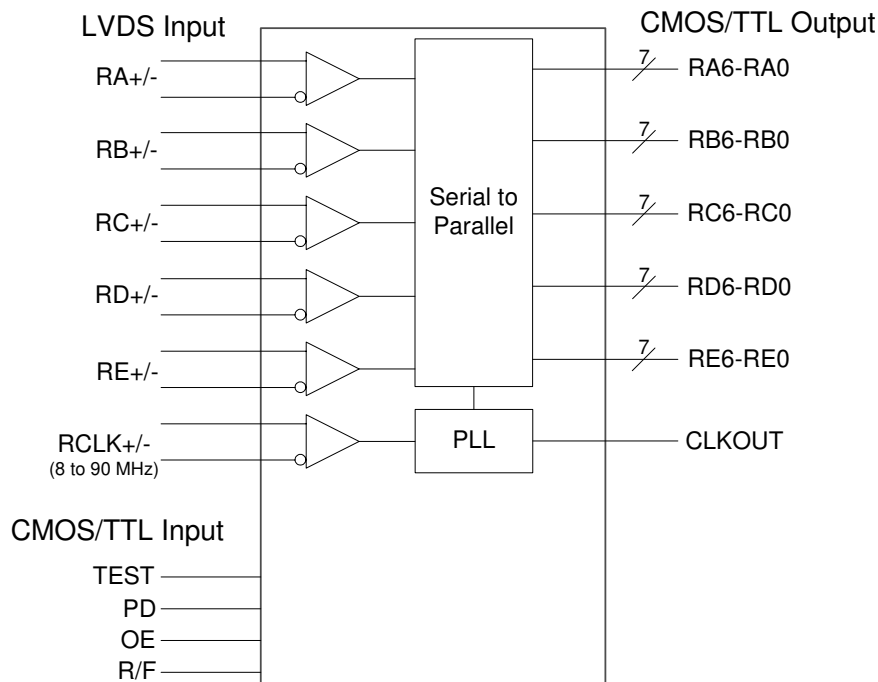 LVDS Input
CMOS/TTL Output
RA+/-
7
RA6-RA0
RB+/-
7
RB6-RB0
Serial to
Parallel
RC+/-
7
RC6-RC0
RD+/-
7
RD6-RD0
RE+/-
7
RE6-RE0
RCLK+/-
(8 to 90 MHz)
PLL
CLKOUT
CMOS/TTL Input
TEST
PD
OE
R/F